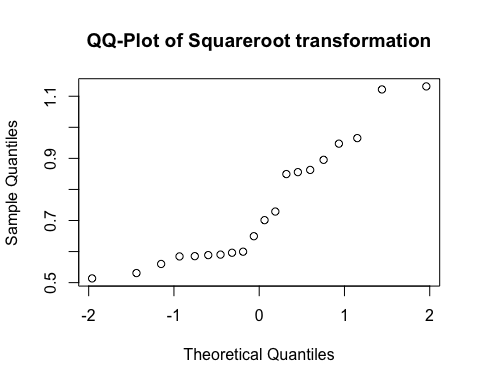 QQ-Plot of Squareroot transformation
Sample Quantiles
1.1
0.9
0.7
0.5
-2 -1 0 1 2
Theoretical Quantiles